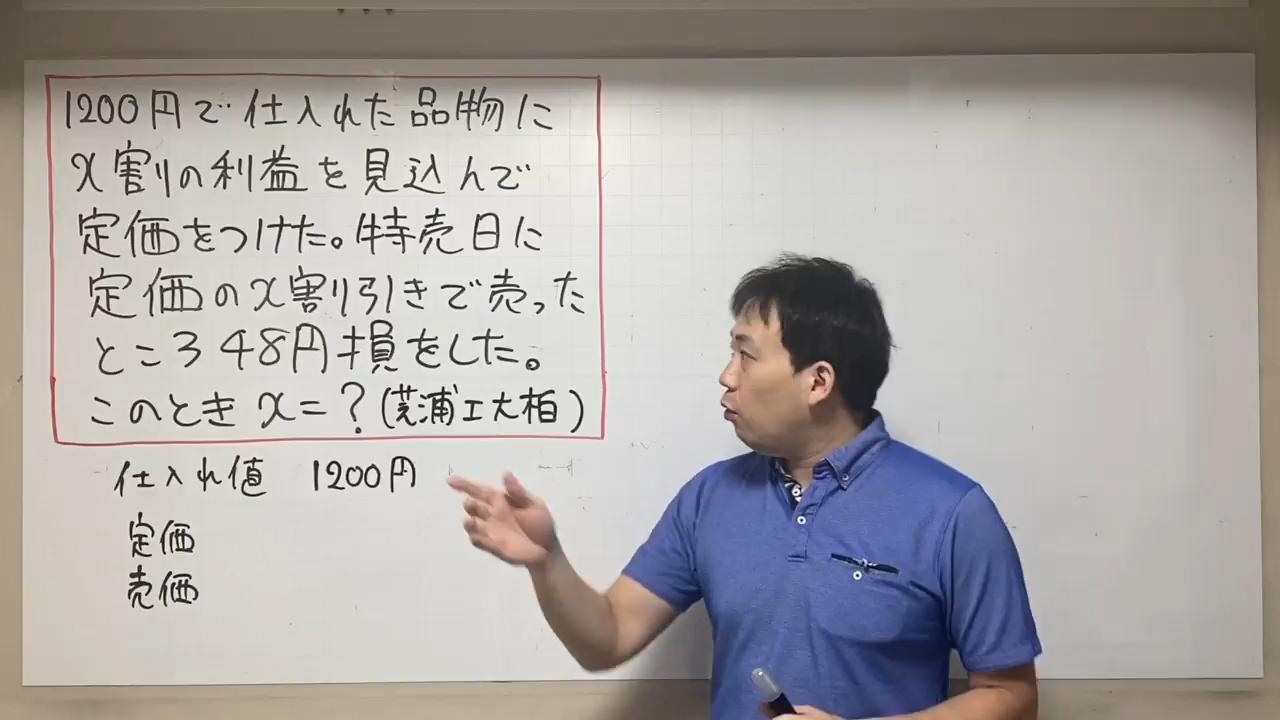 1200円で仕入れた品物に
x割りの利益を見込んで
定価をつけた。特売日に
定価のx割り引きで売った
ところ48円損をした。
このときx=?(芝浦工大柏)
仕入れ値 1200円
定価
売価